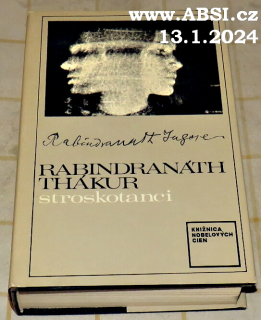 www.ABSI.cz
13.1.2024
Rabindranath Tagore
RABINDRANÁTH
THÁKUR
stroskotanci
KNIŽNICA
NOBELOVÝCH
CIEN